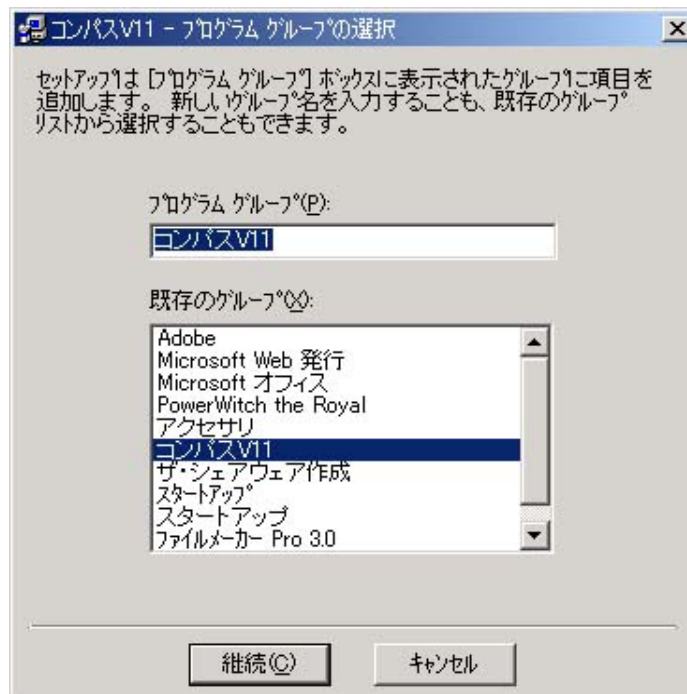 コンパスV11 - ﾌﾟﾛｸﾞﾗﾑ ｸﾞﾙｰﾌﾟの選択
ｾｯﾄｱｯﾌﾟは [ﾌﾟﾛｸﾞﾗﾑ ｸﾞﾙｰﾌﾟ] ﾎﾞｯｸｽに表示されたｸﾞﾙｰﾌﾟに項目を
追加します。 新しいｸﾞﾙｰﾌﾟ名を入力することも、既存のｸﾞﾙｰﾌﾟ
ﾘｽﾄから選択することもできます。
ﾌﾟﾛｸﾞﾗﾑ ｸﾞﾙｰﾌﾟ(P):
コンパスV11
既存のｸﾞﾙｰﾌﾟ(X):
Adobe
Microsoft Web 発行
Microsoft オフィス
PowerWitch the Royal
アクセサリ
コンパスV11
ザ・シェアウェア作成
ｽﾀｰﾄｱｯﾌﾟ
スタートアップ
ﾌｧｲﾙﾒｰｶｰ Pro 3.0
継続(C)
ｷｬﾝｾﾙ